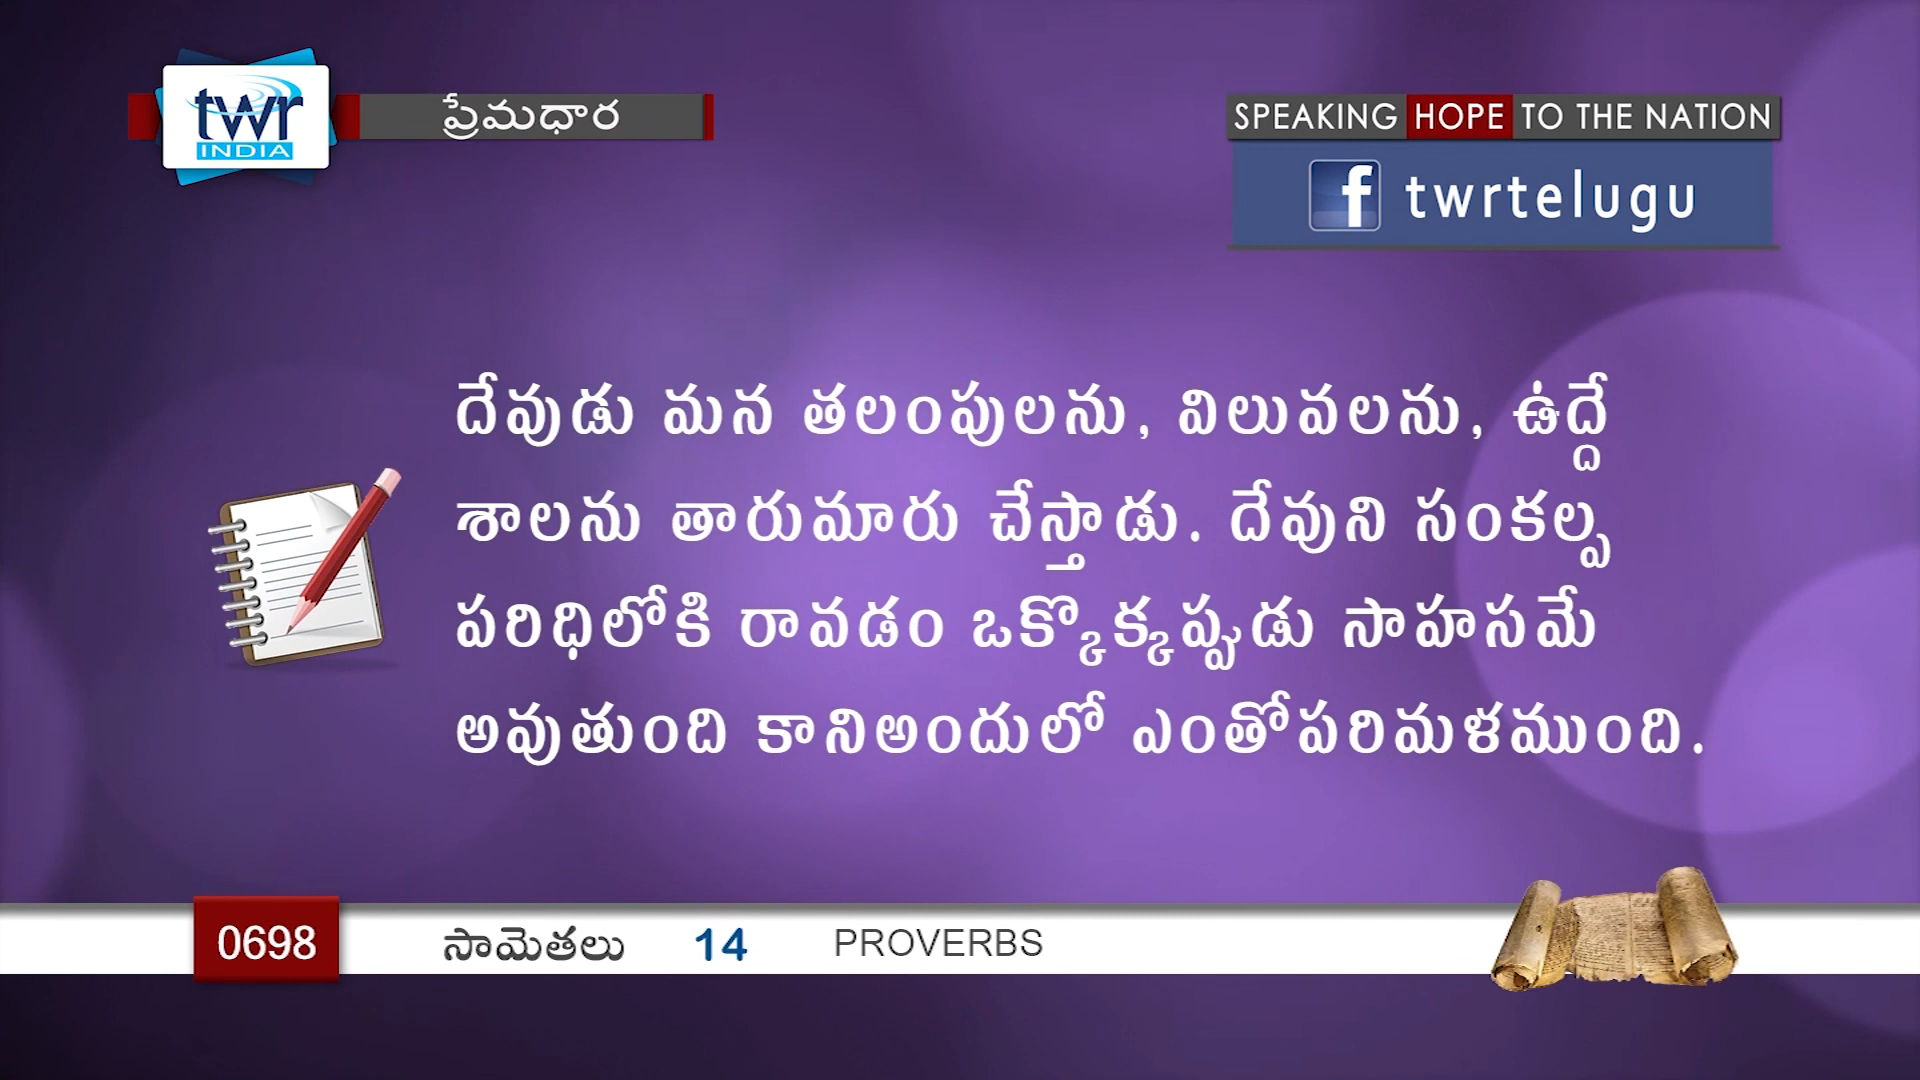 twr
INDIA
ప్రేమధార
SPEAKING HOPE TO THE NATION
f twrtelugu
దేవుడు మన తలంపులను, విలువలను, ఉద్దే
శాలను తారుమారు చేస్తాడు. దేవుని సంకల్ప
పరిధిలోకి రావడం ఒక్కొక్కప్పుడు సాహసమే
అవుతుంది కానిఅందులో ఎంతోపరిమళముంది.
0698 సామెతలు 14 PROVERBS